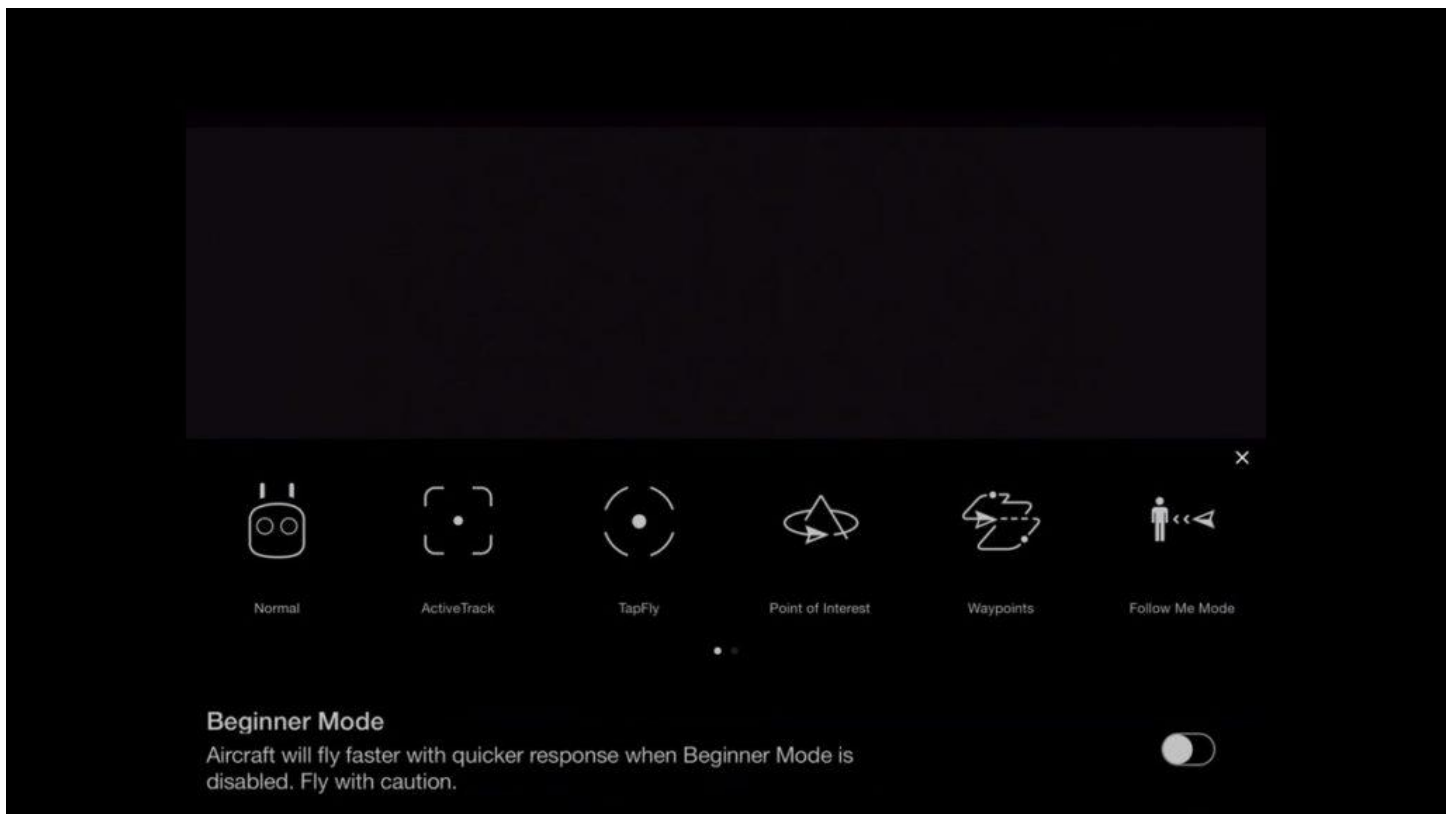 Normal
ActiveTrack
TapFly
Point of Interest
Waypoints
Follow Me Mode
Beginner Mode
Aircraft will fly faster with quicker response when Beginner Mode is
disabled. Fly with caution.